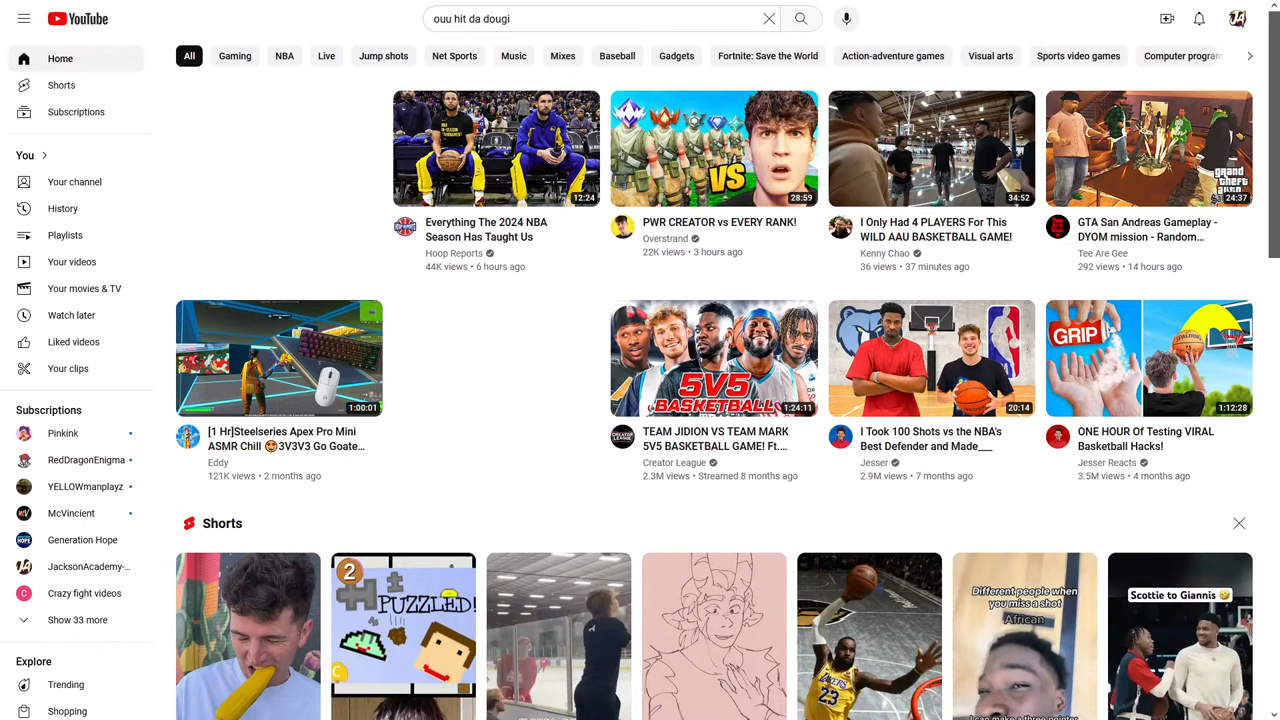 YouTube
ouu hit da dougi
All
Gaming
NBA
Live
Jump shots
Net Sports
Music
Mixes
Baseball
Gadgets
Fortnite: Save the World
Action-adventure games
Visual arts
Sports video games
Computer program
Home
Shorts
Subscriptions
You
Your channel
History
Playlists
Your videos
Your movies & TV
Watch later
Liked videos
Your clips
Subscriptions
Pinkink
RedDragonEnigma
YELLOWmanplayz
McVincient
Generation Hope
JacksonAcademy-...
Crazy fight videos
Show 33 more
Explore
Trending
Shopping
12:24
Everything The 2024 NBA
Season Has Taught Us
Hoop Reports
44K views • 6 hours ago
VS
28:59
PWR CREATOR vs EVERY RANK!
Overstrand
22K views • 3 hours ago
34:52
I Only Had 4 PLAYERS For This
WILD AAU BASKETBALL GAME!
Kenny Chao
36 views • 37 minutes ago
grand
theft
24:37
GTA San Andreas Gameplay -
DYOM mission - Random...
Tee Are Gee
292 views • 14 hours ago
1:00:01
[1 Hr]Steelseries Apex Pro Mini
ASMR Chill 🤩3V3V3 Go Goate...
Eddy
121K views • 2 months ago
5V5
BASKETBALL
1:24:11
TEAM JIDION VS TEAM MARK
5V5 BASKETBALL GAME! Ft....
Creator League
2.3M views • Streamed 8 months ago
20:14
I Took 100 Shots vs the NBA's
Best Defender and Made___
Jesser
2.9M views • 7 months ago
GRIP
1:12:28
ONE HOUR Of Testing VIRAL
Basketball Hacks!
Jesser Reacts
3.5M views • 4 months ago
Shorts
2
PUZZLED!
LAKERS
23
Different people when
you miss a shot
African
I can make a three pointer
Scottie to Giannis 🤣